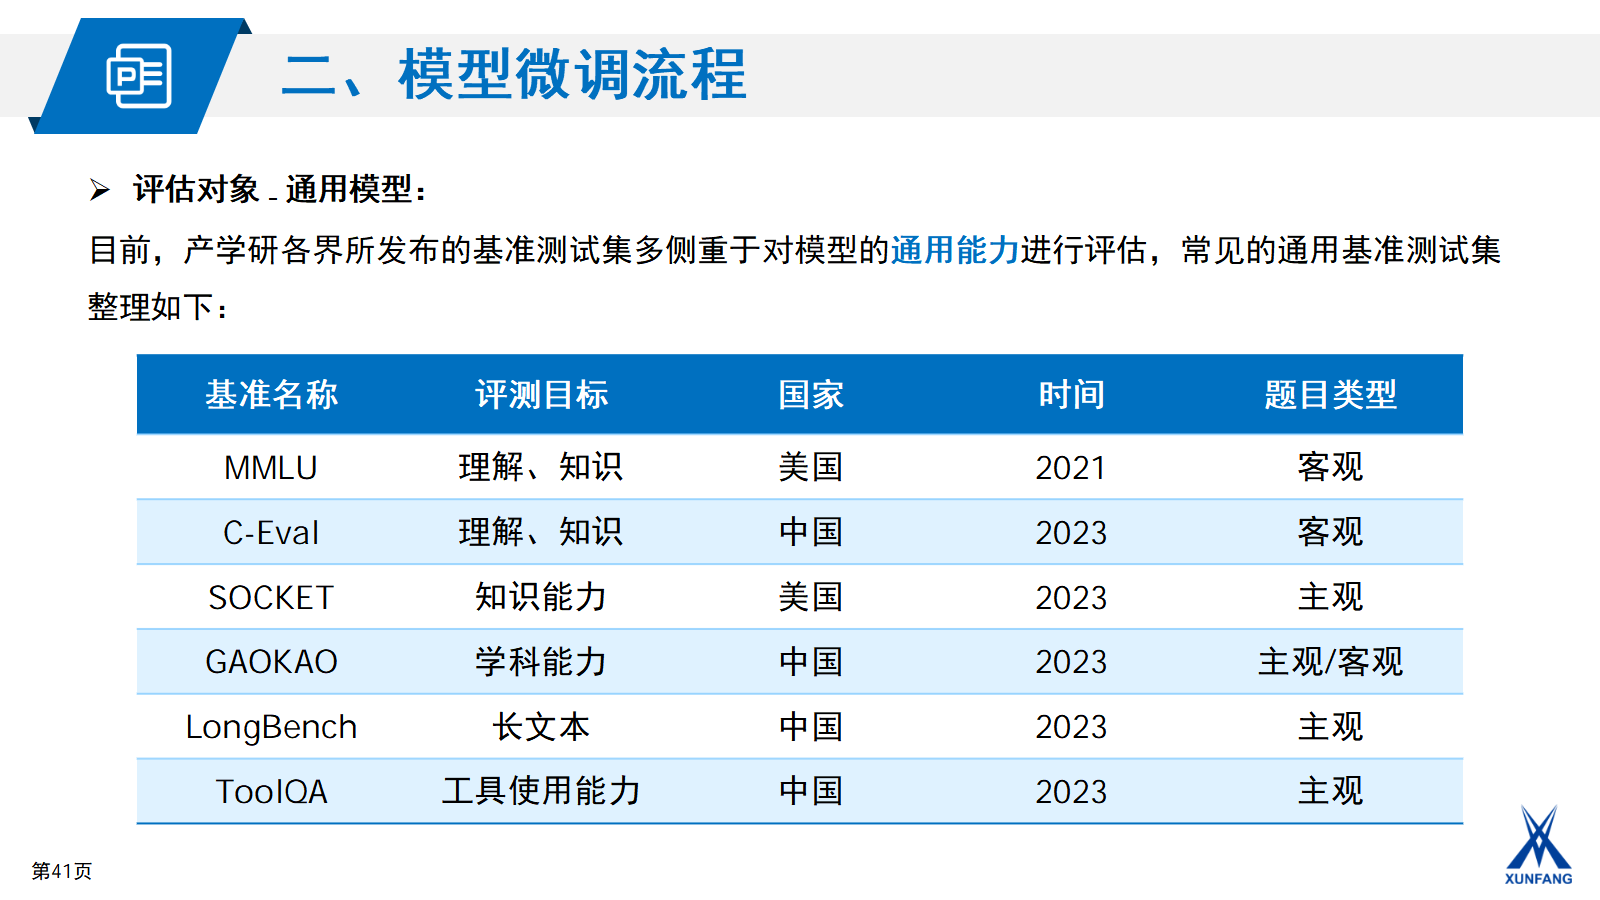 二、模型微调流程
➢ 评估对象 - 通用模型：
目前，产学研各界所发布的基准测试集多侧重于对模型的通用能力进行评估，常见的通用基准测试集
整理如下：
基准名称 评测目标 国家 时间 题目类型
MMLU 理解、知识 美国 2021 客观
C-Eval 理解、知识 中国 2023 客观
SOCKET 知识能力 美国 2023 主观
GAOKAO 学科能力 中国 2023 主观/客观
LongBench 长文本 中国 2023 主观
ToolQA 工具使用能力 中国 2023 主观
第41页
XUNFANG